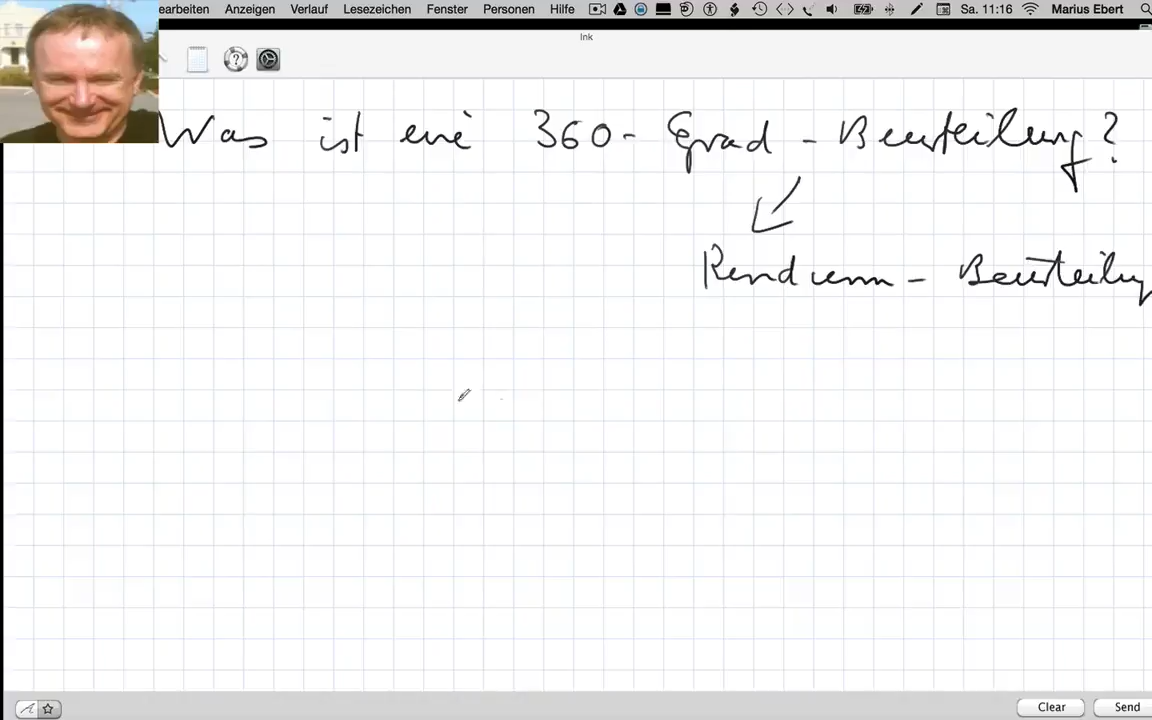 earbeiten Anzeigen Verlauf Lesezeichen Fenster Personen Hilfe Sa. 11:16 Marius Ebert
Ink
Was ist eine 360-Grad-Beurteilung?
Rundum-Beurteilung
Clear Send